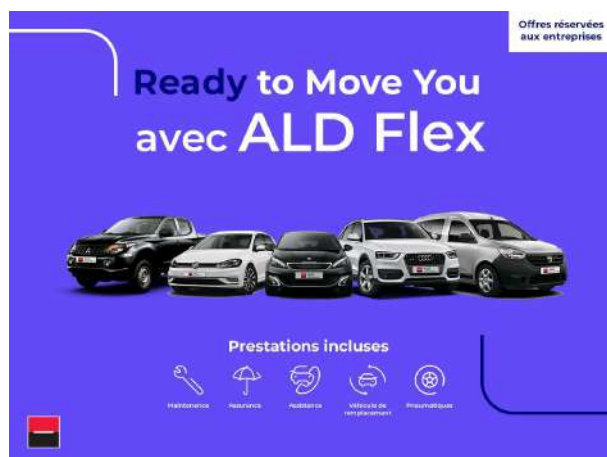 Offres réservées
aux entreprises
Ready to Move You
avec ALD Flex
Prestations incluses
Maintenance
Assurance
Assistance
Véhicule de
remplacement
Pneumatiques